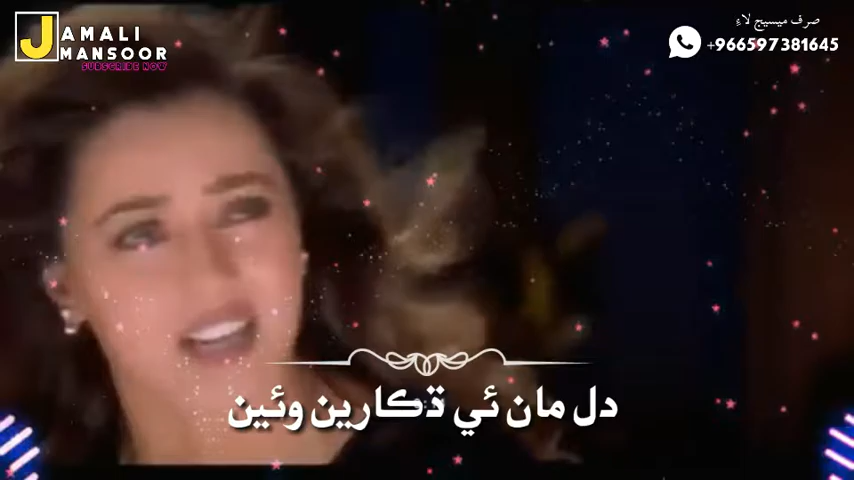 JAMALI
MANSOOR
SUBSCRIBE NOW
صرف ميسيج لاءِ
+966597381645
دل مان ئي ڌڪارين وئين